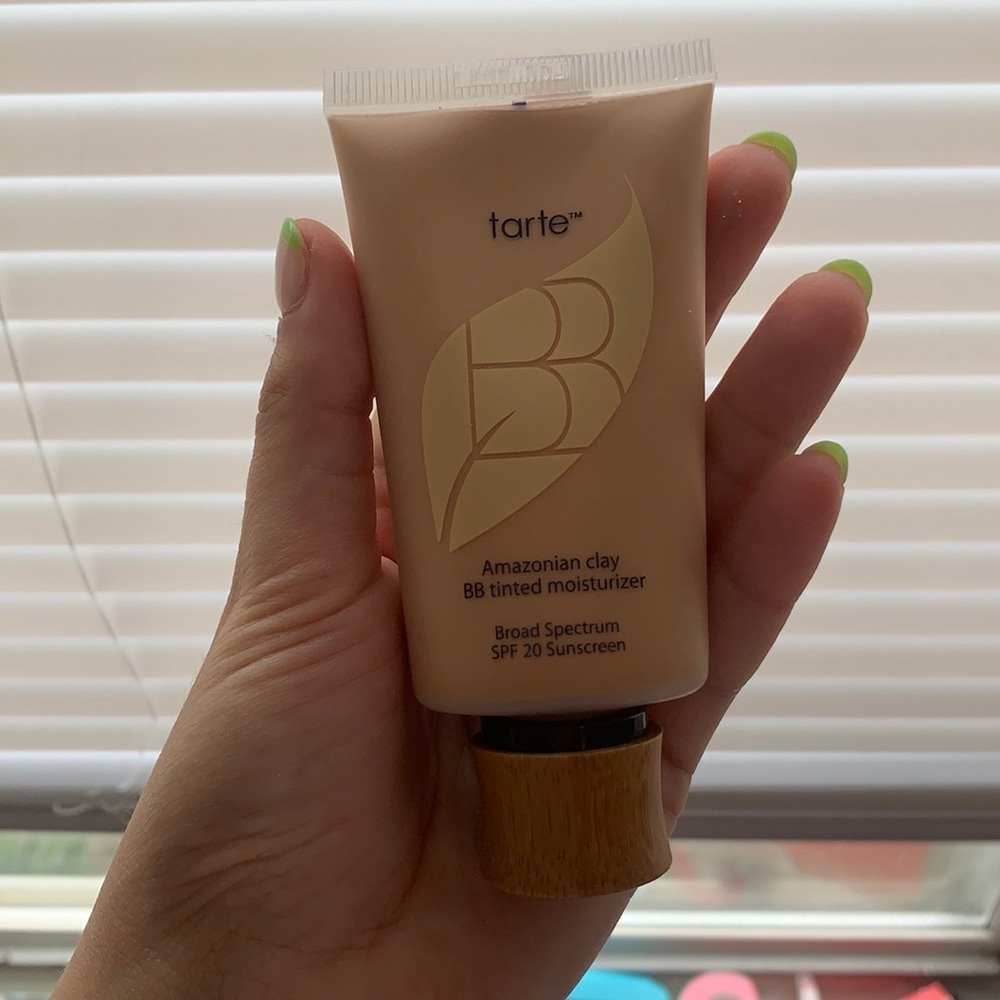 tarte™
BB
Amazonian clay
BB tinted moisturizer
Broad Spectrum
SPF 20 Sunscreen